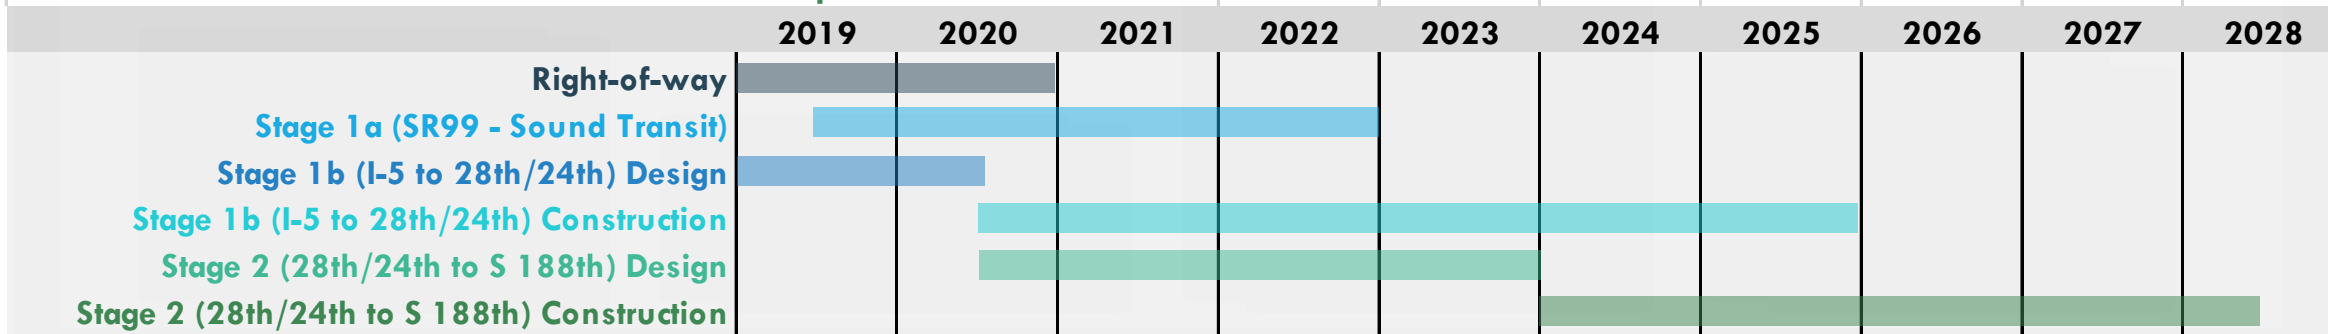 2019 2020 2021 2022 2023 2024 2025 2026 2027 2028
Right-of-way
Stage 1a (SR99 - Sound Transit)
Stage 1b (I-5 to 28th/24th) Design
Stage 1b (I-5 to 28th/24th) Construction
Stage 2 (28th/24th to S 188th) Design
Stage 2 (28th/24th to S 188th) Construction